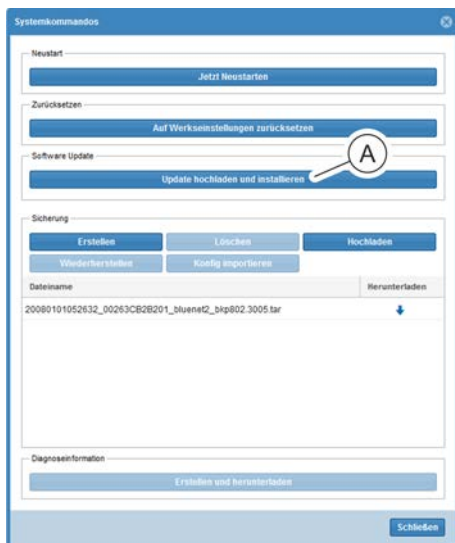 Systemkommandos
Neustart
Jetzt Neustarten
Zurücksetzen
Auf Werkseinstellungen zurücksetzen
Software Update
A
Update hochladen und installieren
Sicherung
Erstellen Löschen Hochladen
Wiederherstellen Konfig importieren
Dateiname Herunterladen
20080101052632_00263CB2B201_bluenet2_bkp802.3005.tar
Diagnoseinformation
Erstellen und herunterladen
Schließen